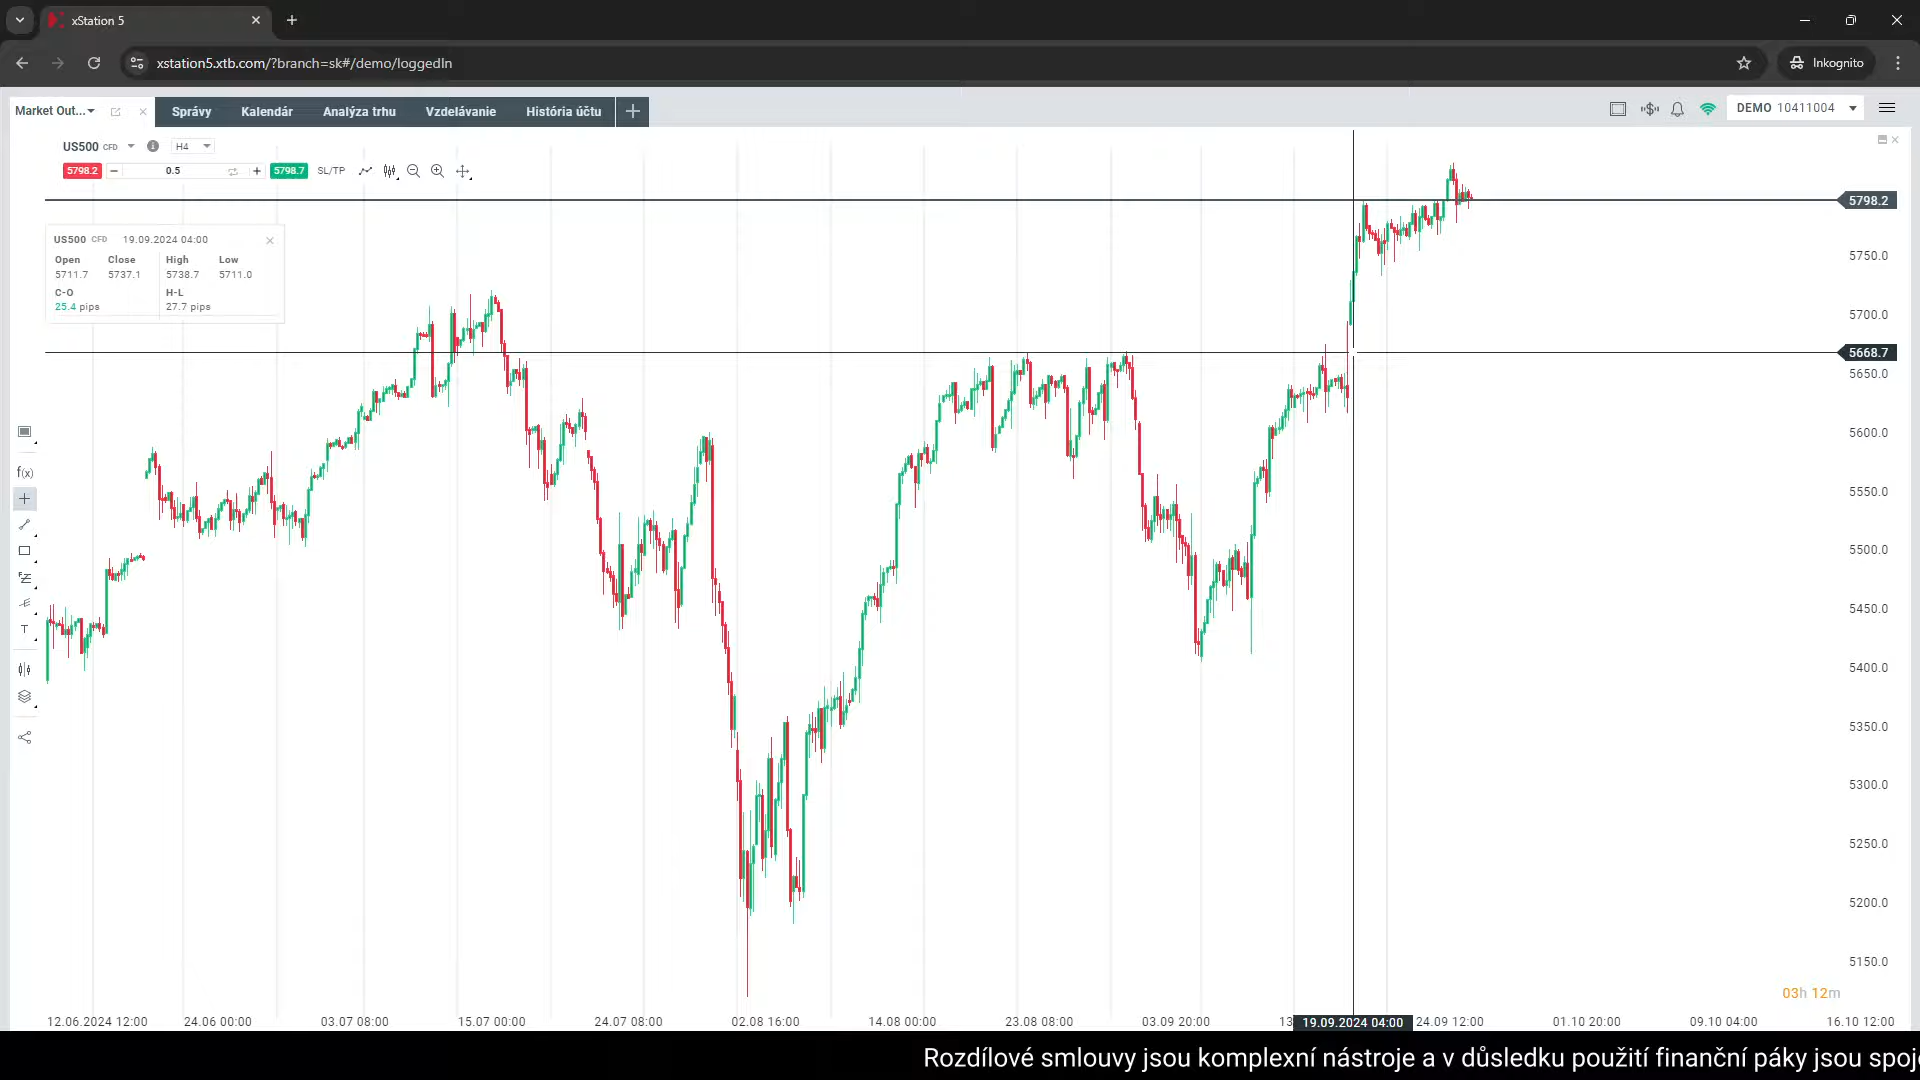 xStation 5
xstation5.xtb.com/?branch=sk#/demo/loggedIn
Inkognito
Market Out...
Správy
Kalendár
Analýza trhu
Vzdelávanie
História účtu
DEMO 10411004
US500 CFD
H4
5798.2
0.5
5798.7
SL/TP
5798.2
US500 CFD 19.09.2024 04:00
Open Close High Low
5711.7 5737.1 5738.7 5711.0
C-O H-L
25.4 pips 27.7 pips
5750.0
5700.0
5668.7
5650.0
5600.0
5550.0
5500.0
5450.0
5400.0
5350.0
5300.0
5250.0
5200.0
5150.0
f(x)
T
03h 12m
12.06.2024 12:00 24.06 00:00 03.07 08:00 15.07 00:00 24.07 08:00 02.08 16:00 14.08 00:00 23.08 08:00 03.09 20:00 13 19.09.2024 04:00 24.09 12:00 01.10 20:00 09.10 04:00 16.10 12:00
Rozdílové smlouvy jsou komplexní nástroje a v důsledku použití finanční páky jsou spoje